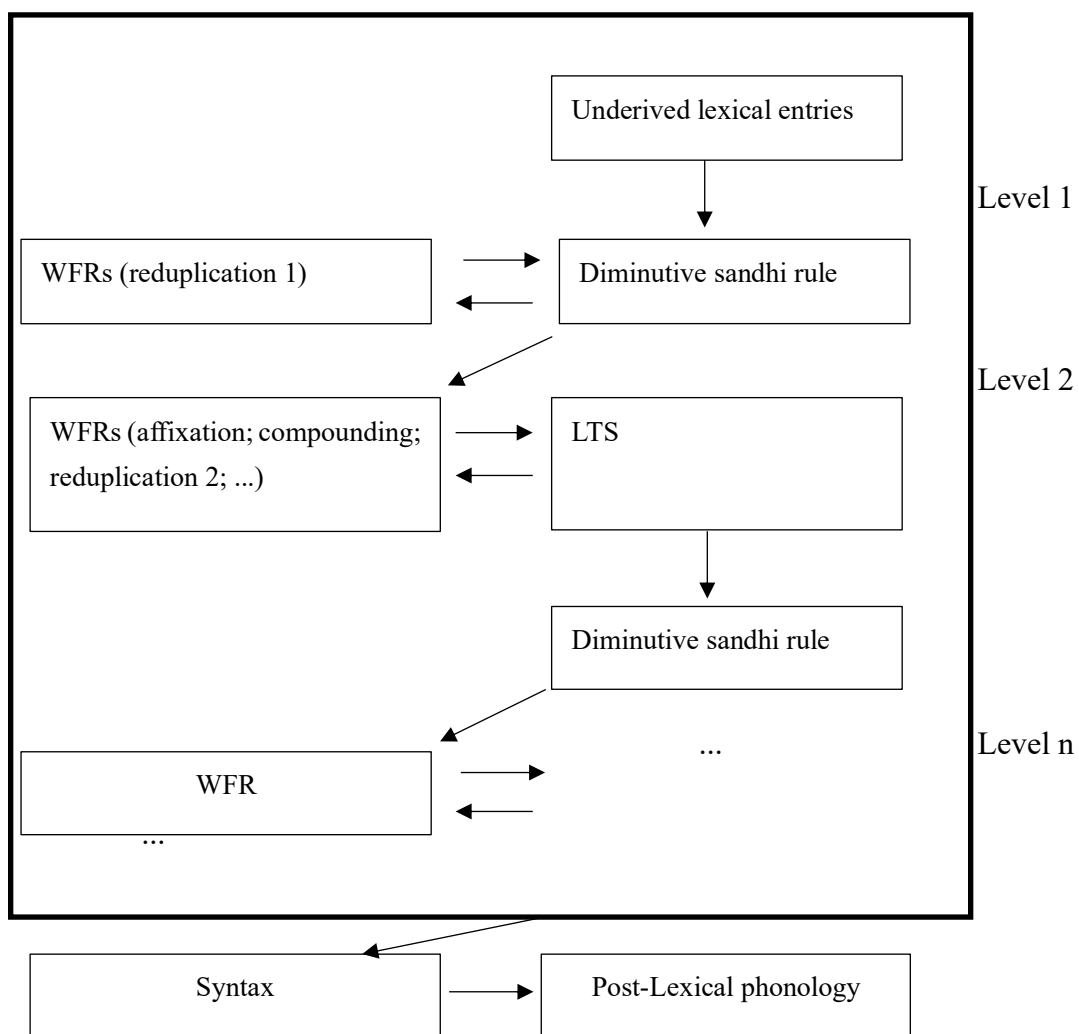 Underived lexical entries
Level 1
WFRs (reduplication 1)
Diminutive sandhi rule
Level 2
WFRs (affixation; compounding;
reduplication 2; ...)
LTS
Diminutive sandhi rule
...
Level n
WFR
...
Syntax
Post-Lexical phonology